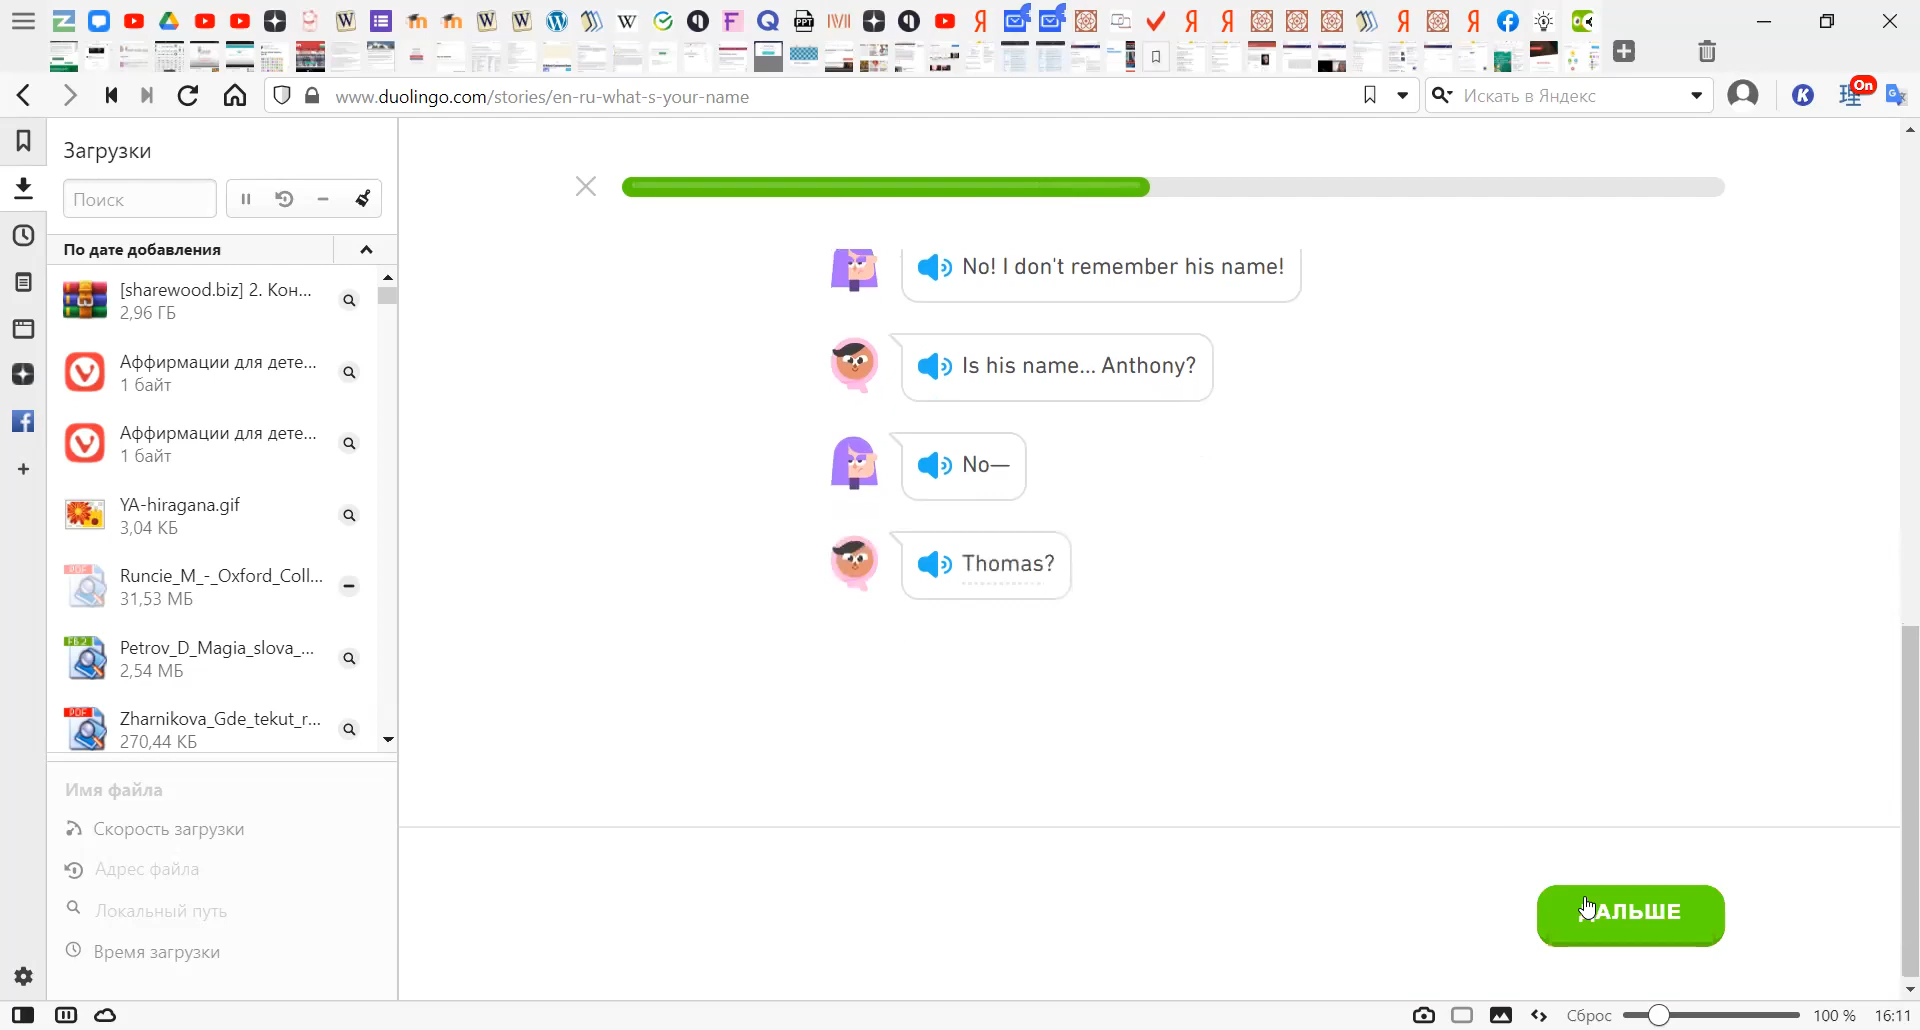 www.duolingo.com/stories/en-ru-what-s-your-name
Искать в Яндекс
On
Загрузки
Поиск
По дате добавления
[sharewood.biz] 2. Кон...
2,96 ГБ
Аффирмации для дете...
1 байт
Аффирмации для дете...
1 байт
YA-hiragana.gif
3,04 КБ
Runcie_M_-_Oxford_Coll...
31,53 МБ
Petrov_D_Magia_slova_...
2,54 МБ
Zharnikova_Gde_tekut_r...
270,44 КБ
Имя файла
Скорость загрузки
Адрес файла
Локальный путь
Время загрузки
No! I don't remember his name!
Is his name... Anthony?
No—
Thomas?
ДАЛЬШЕ
Сброс
100 %
16:11